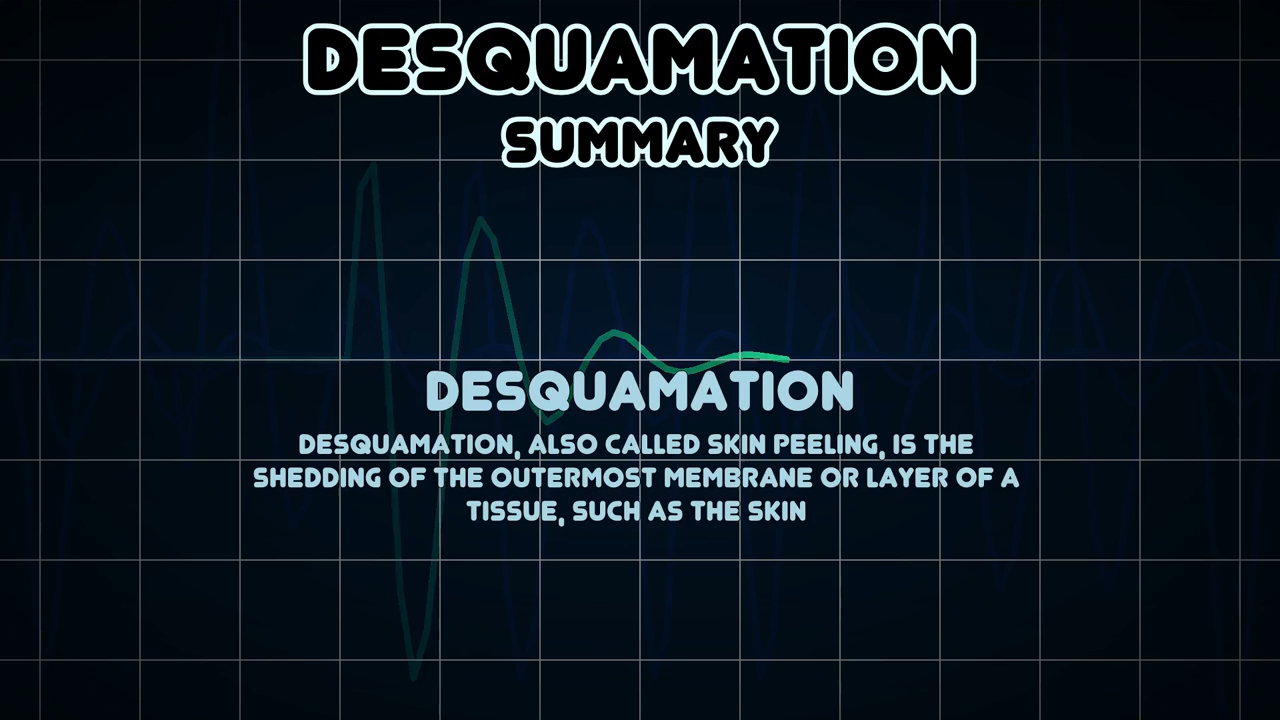 DESQUAMATION
SUMMARY
DESQUAMATION
DESQUAMATION, ALSO CALLED SKIN PEELING, IS THE
SHEDDING OF THE OUTERMOST MEMBRANE OR LAYER OF A
TISSUE, SUCH AS THE SKIN